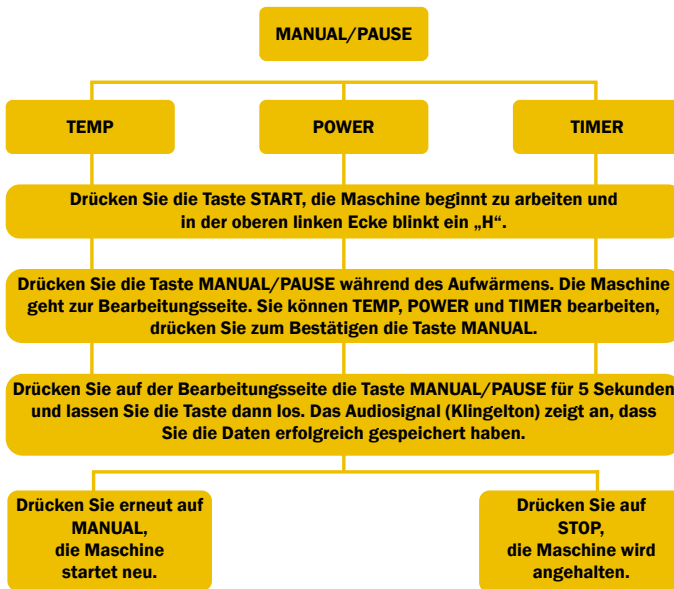 MANUAL/PAUSE
TEMP
POWER
TIMER
Drücken Sie die Taste START, die Maschine beginnt zu arbeiten und
in der oberen linken Ecke blinkt ein „H“.
Drücken Sie die Taste MANUAL/PAUSE während des Aufwärmens. Die Maschine
geht zur Bearbeitungsseite. Sie können TEMP, POWER und TIMER bearbeiten,
drücken Sie zum Bestätigen die Taste MANUAL.
Drücken Sie auf der Bearbeitungsseite die Taste MANUAL/PAUSE für 5 Sekunden
und lassen Sie die Taste dann los. Das Audiosignal (Klingelton) zeigt an, dass
Sie die Daten erfolgreich gespeichert haben.
Drücken Sie erneut auf
MANUAL,
die Maschine
startet neu.
Drücken Sie auf
STOP,
die Maschine wird
angehalten.